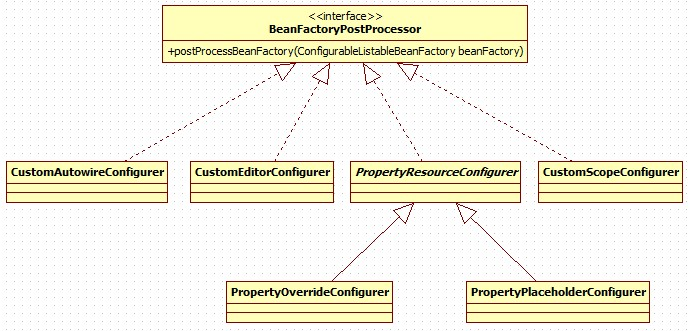 <<interface>>
BeanFactoryPostProcessor
+postProcessBeanFactory(ConfigurableListableBeanFactory beanFactory)
CustomAutowireConfigurer
CustomEditorConfigurer
PropertyResourceConfigurer
CustomScopeConfigurer
PropertyOverrideConfigurer
PropertyPlaceholderConfigurer